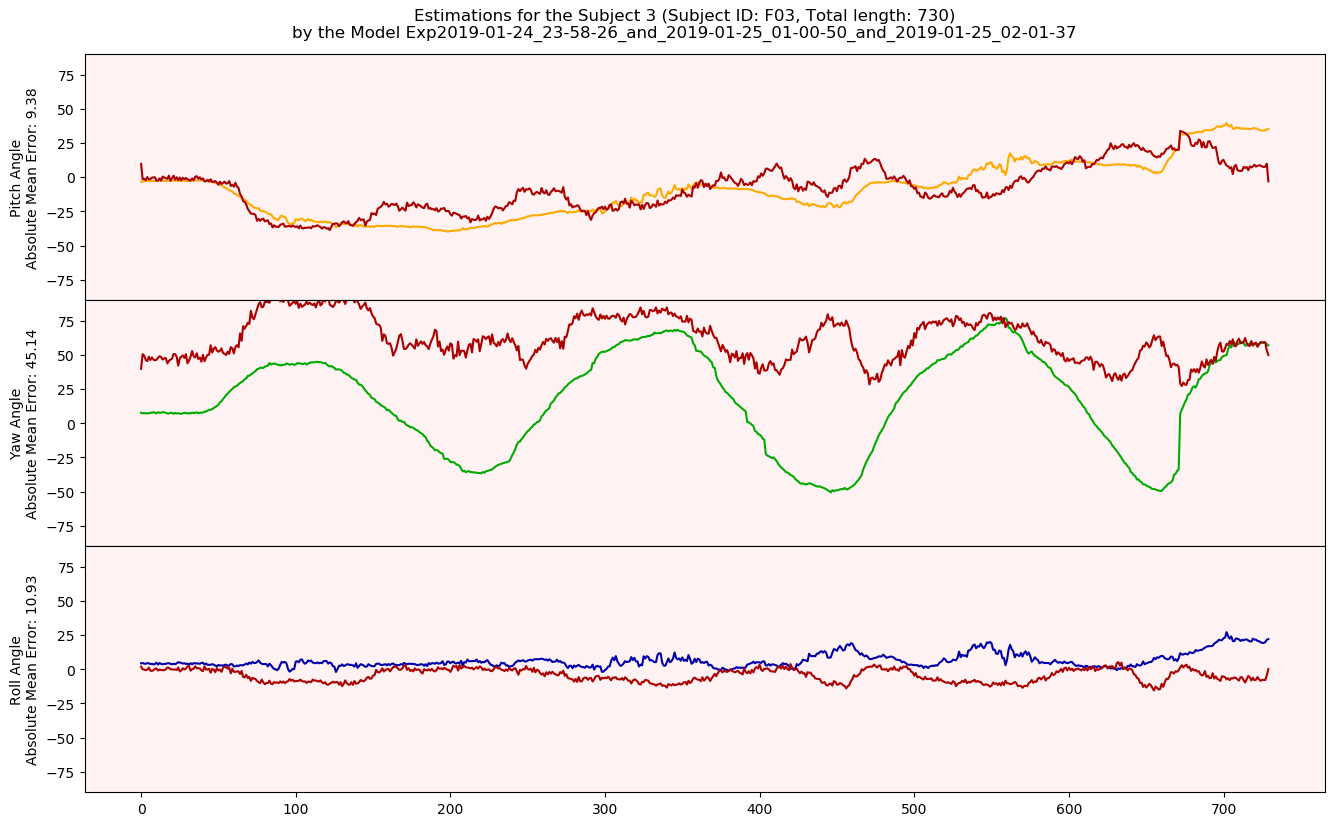 Estimations for the Subject 3 (Subject ID: F03, Total length: 730)
by the Model Exp2019-01-24_23-58-26_and_2019-01-25_01-00-50_and_2019-01-25_02-01-37
Pitch Angle
Absolute Mean Error: 9.38
75
50
25
0
−25
−50
−75
Yaw Angle
Absolute Mean Error: 45.14
75
50
25
0
−25
−50
−75
Roll Angle
Absolute Mean Error: 10.93
75
50
25
0
−25
−50
−75
0 100 200 300 400 500 600 700